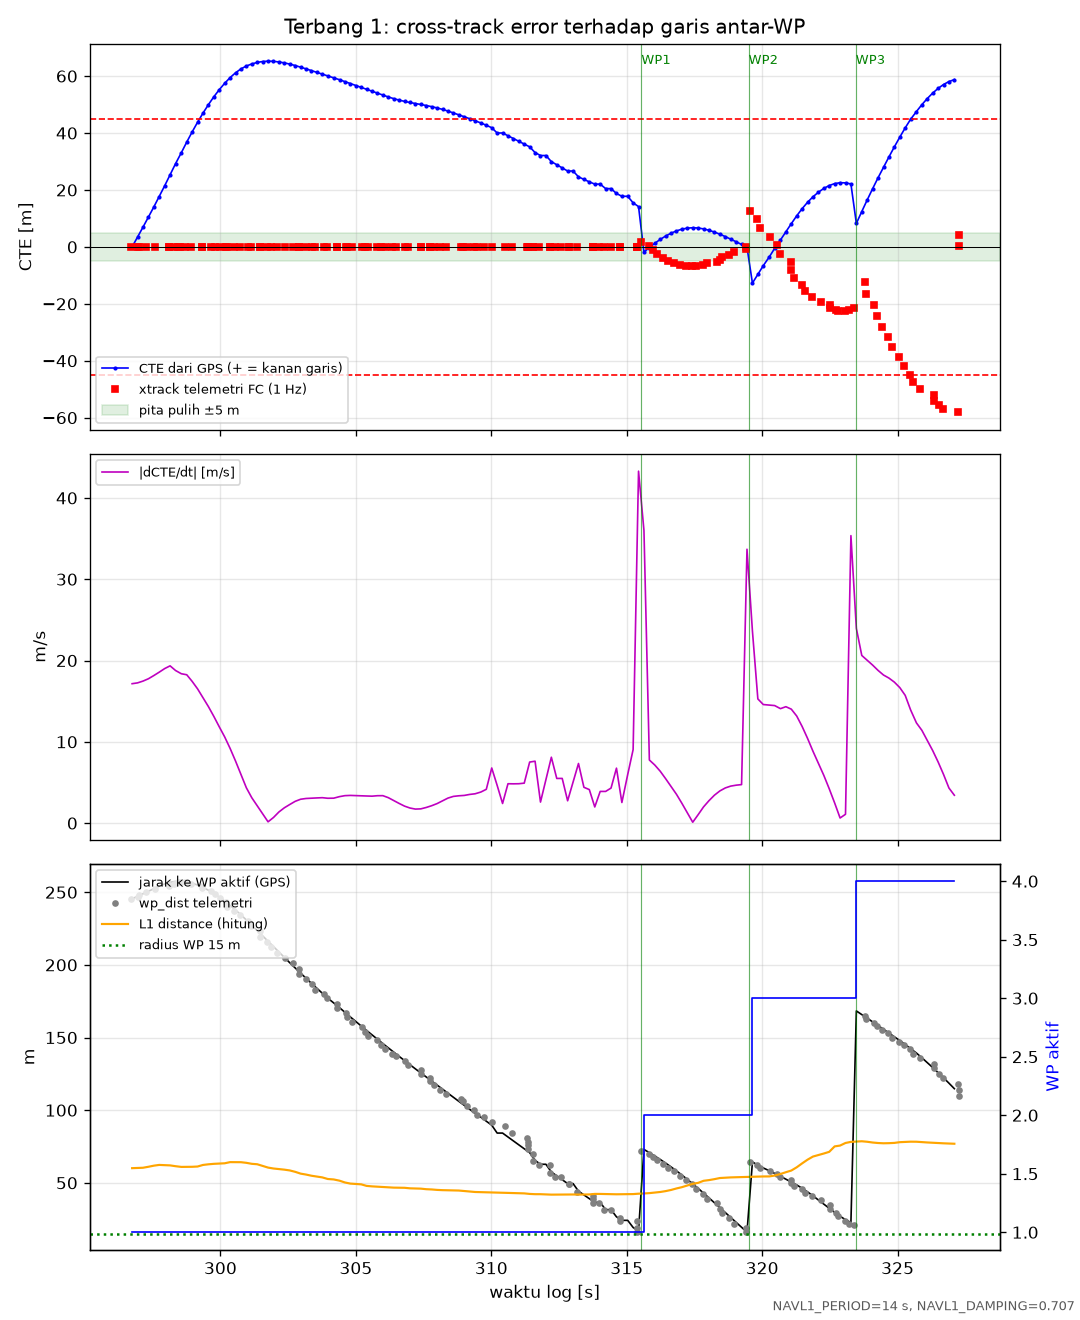 Terbang 1: cross-track error terhadap garis antar-WP
WP1
WP2
WP3
60
40
20
0
−20
−40
−60
CTE [m]
CTE dari GPS (+ = kanan garis)
xtrack telemetri FC (1 Hz)
pita pulih ±5 m
|dCTE/dt| [m/s]
40
30
20
10
0
m/s
jarak ke WP aktif (GPS)
wp_dist telemetri
L1 distance (hitung)
radius WP 15 m
250
200
150
100
50
m
4.0
3.5
3.0
2.5
2.0
1.5
1.0
WP aktif
300
305
310
315
320
325
waktu log [s]
NAVL1_PERIOD=14 s, NAVL1_DAMPING=0.707